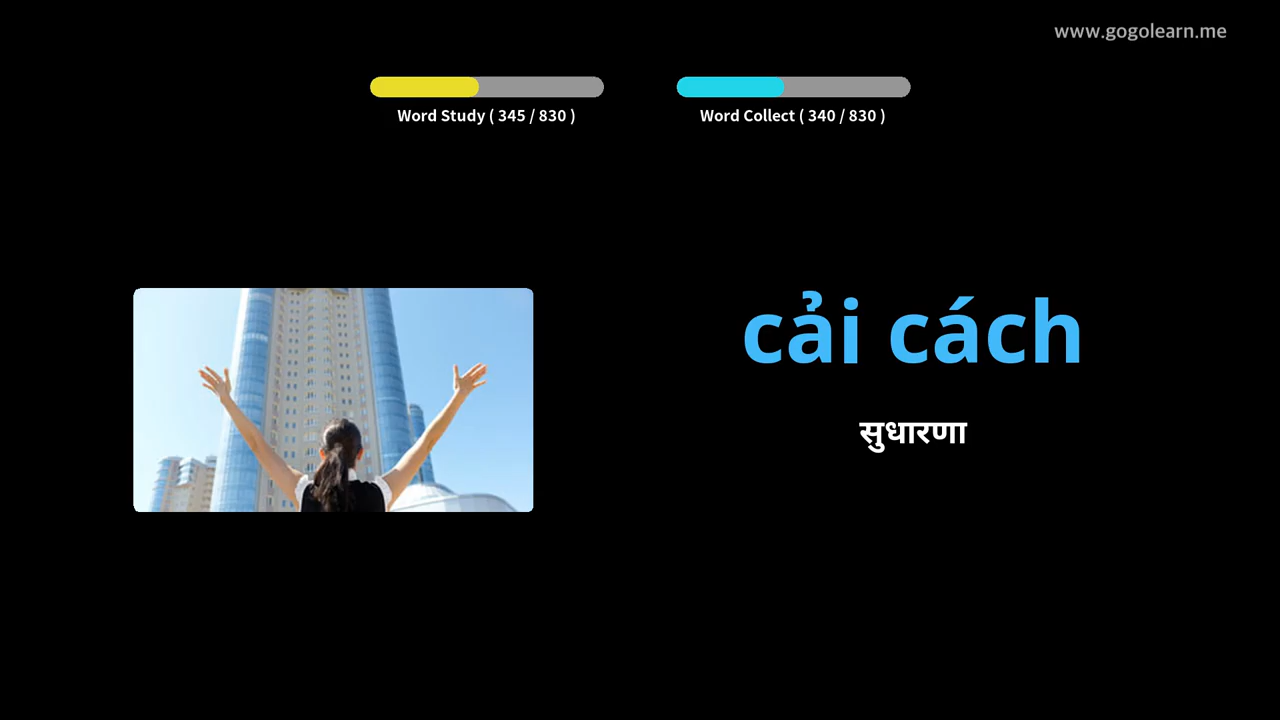 www.gogolearn.me
Word Study ( 345 / 830 )
Word Collect ( 340 / 830 )
cải cách
सुधारणा